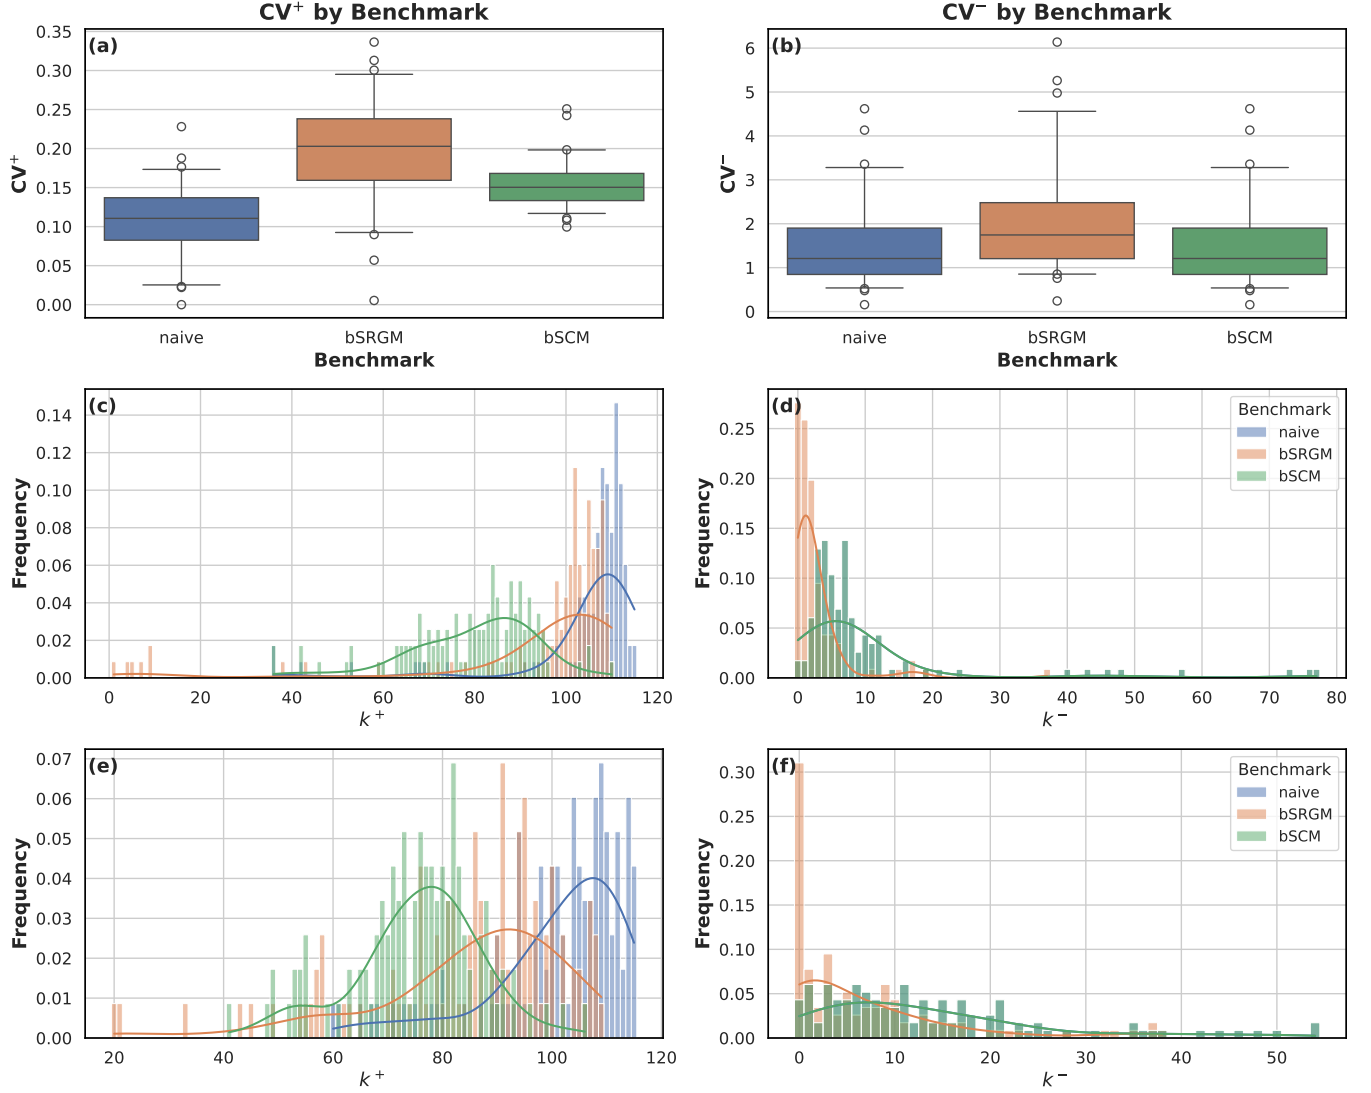 CV⁺ by Benchmark
(a)
0.35
0.30
0.25
0.20
0.15
0.10
0.05
0.00
CV⁺
naive bSRGM bSCM
Benchmark
CV⁻ by Benchmark
(b)
6
5
4
3
2
1
0
CV⁻
naive bSRGM bSCM
Benchmark
(c)
0.14
0.12
0.10
0.08
0.06
0.04
0.02
0.00
Frequency
0 20 40 60 80 100 120
k⁺
(d)
0.25
0.20
0.15
0.10
0.05
0.00
Frequency
Benchmark
naive
bSRGM
bSCM
0 10 20 30 40 50 60 70 80
k⁻
(e)
0.07
0.06
0.05
0.04
0.03
0.02
0.01
0.00
Frequency
20 40 60 80 100 120
k⁺
(f)
0.30
0.25
0.20
0.15
0.10
0.05
0.00
Frequency
Benchmark
naive
bSRGM
bSCM
0 10 20 30 40 50
k⁻